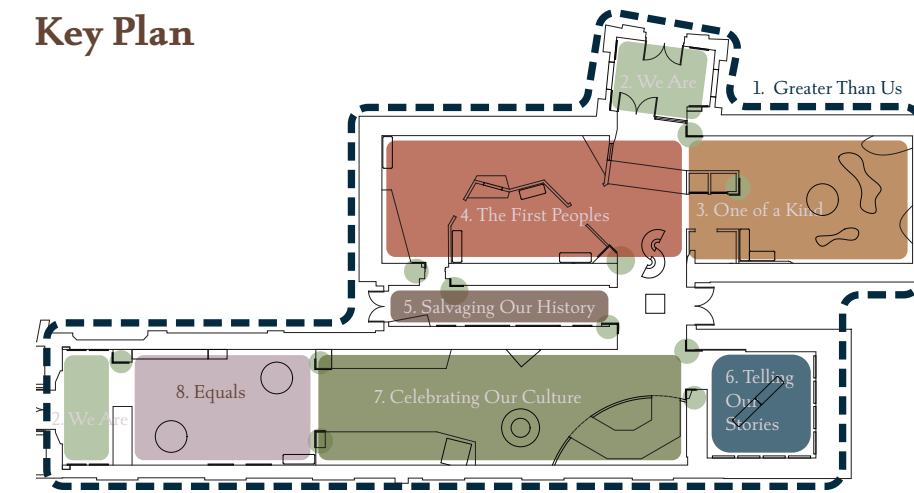 Key Plan
2. We Are
1. Greater Than Us
4. The First Peoples
3. One of a Kind
5. Salvaging Our History
2. We Are
8. Equals
7. Celebrating Our Culture
6. Telling
Our
Stories